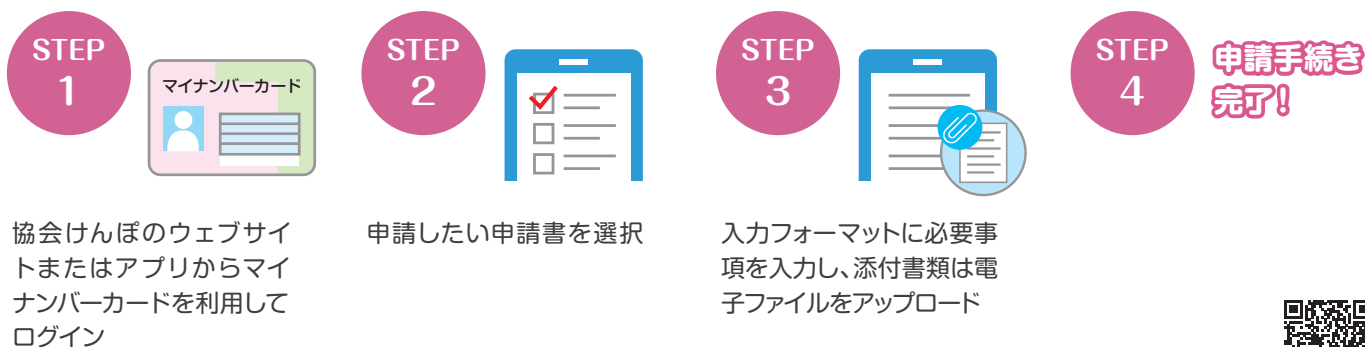 STEP
1
マイナンバーカード
協会けんぽのウェブサイ
トまたはアプリからマイ
ナンバーカードを利用して
ログイン
STEP
2
申請したい申請書を選択
STEP
3
入力フォーマットに必要事
項を入力し、添付書類は電
子ファイルをアップロード
STEP
4
申請手続き
完了!